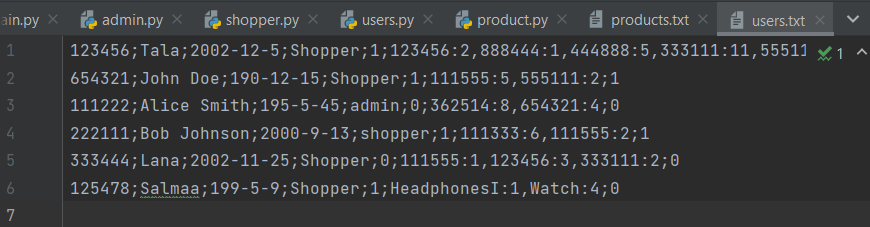 ain.py admin.py shopper.py users.py product.py products.txt users.txt
1 123456;Tala;2002-12-5;Shopper;1;123456:2,888444:1,444888:5,333111:11,55511 1
2 654321;John Doe;190-12-15;Shopper;1;111555:5,555111:2;1
3 111222;Alice Smith;195-5-45;admin;0;362514:8,654321:4;0
4 222111;Bob Johnson;2000-9-13;shopper;1;111333:6,111555:2;1
5 333444;Lana;2002-11-25;Shopper;0;111555:1,123456:3,333111:2;0
6 125478;Salmaa;199-5-9;Shopper;1;HeadphonesI:1,Watch:4;0
7